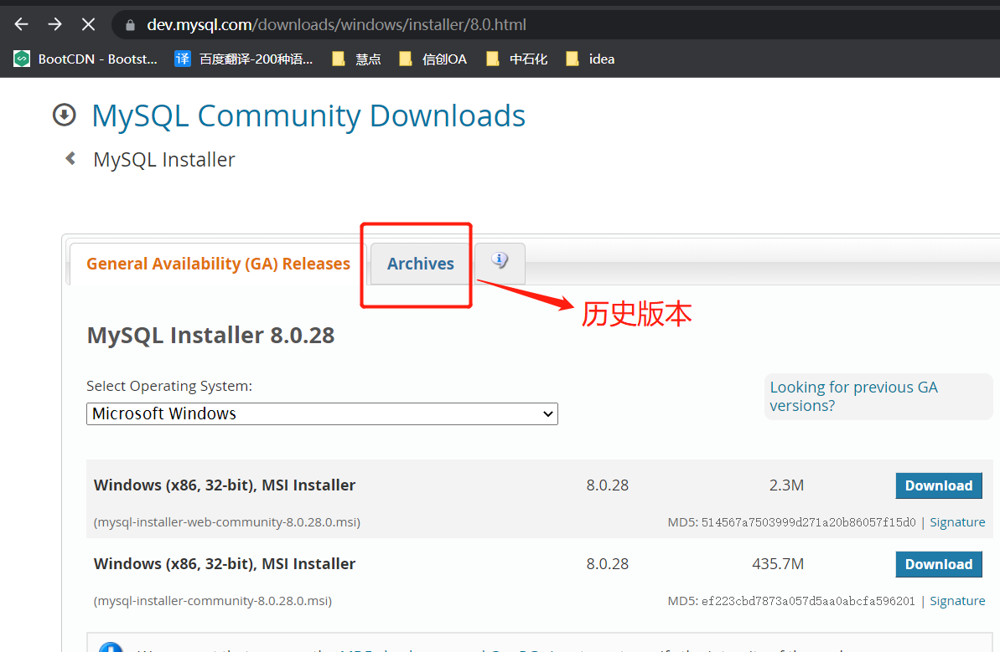 dev.mysql.com/downloads/windows/installer/8.0.html
BootCDN - Bootst... 译 百度翻译-200种语... 慧点 信创OA 中石化 idea
MySQL Community Downloads
MySQL Installer
General Availability (GA) Releases Archives
历史版本
MySQL Installer 8.0.28
Select Operating System:
Looking for previous GA
versions?
Microsoft Windows
Windows (x86, 32-bit), MSI Installer 8.0.28 2.3M Download
(mysql-installer-web-community-8.0.28.0.msi) MD5: 514567a7503999d271a20b86057f15d0 | Signature
Windows (x86, 32-bit), MSI Installer 8.0.28 435.7M Download
(mysql-installer-community-8.0.28.0.msi) MD5: ef223cbd7873a057d5aa0abcfa596201 | Signature